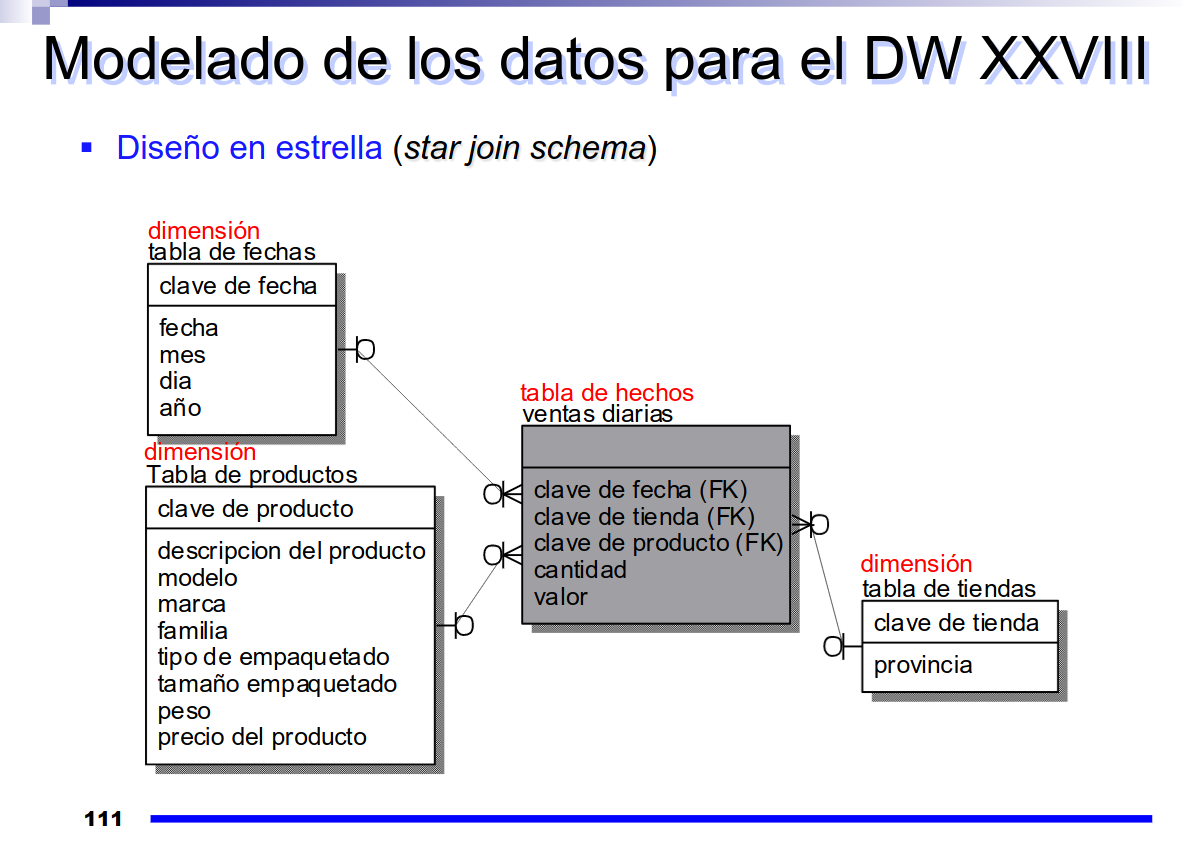 Modelado de los datos para el DW XXVIII
Diseño en estrella (star join schema)
dimensión
tabla de fechas
clave de fecha
fecha
mes
dia
año
dimensión
Tabla de productos
clave de producto
descripcion del producto
modelo
marca
familia
tipo de empaquetado
tamaño empaquetado
peso
precio del producto
tabla de hechos
ventas diarias
clave de fecha (FK)
clave de tienda (FK)
clave de producto (FK)
cantidad
valor
dimensión
tabla de tiendas
clave de tienda
provincia
111